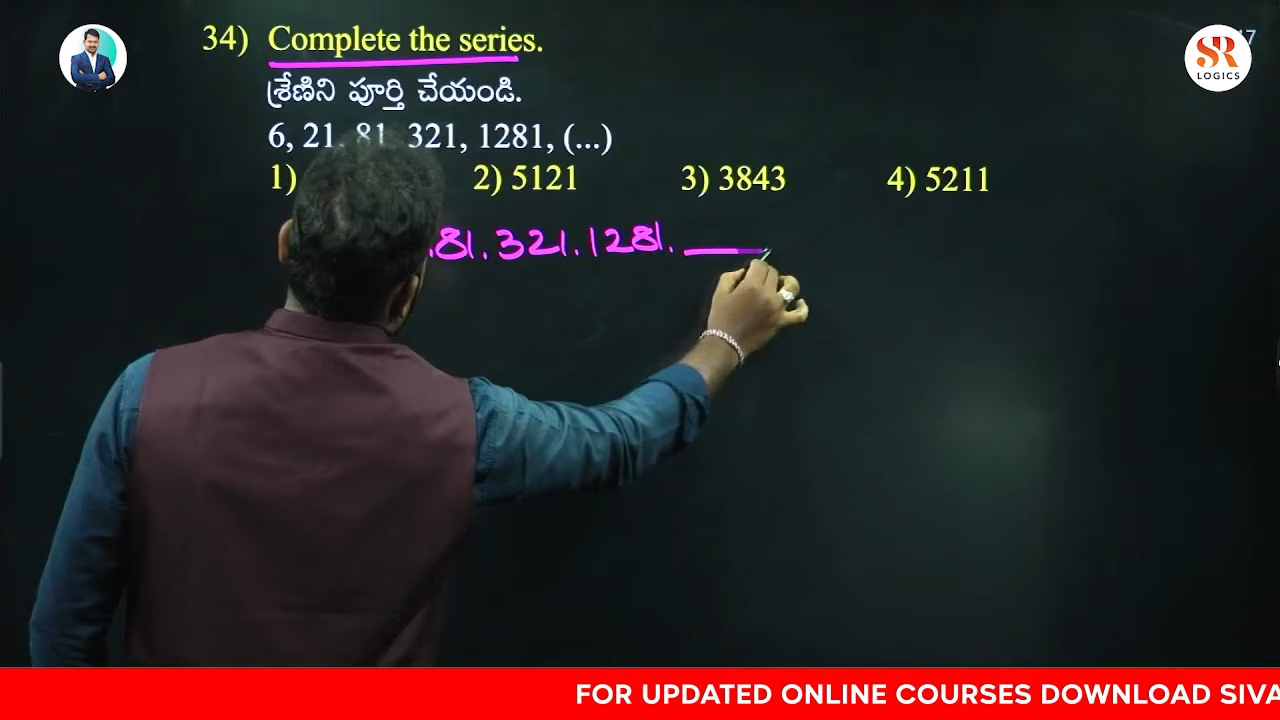 34) Complete the series.
శ్రేణిని పూర్తి చేయండి.
6, 21, 81, 321, 1281, (...)
1) 2) 5121 3) 3843 4) 5211
.81.321.1281.
SR
LOGICS
17
FOR UPDATED ONLINE COURSES DOWNLOAD SIVA